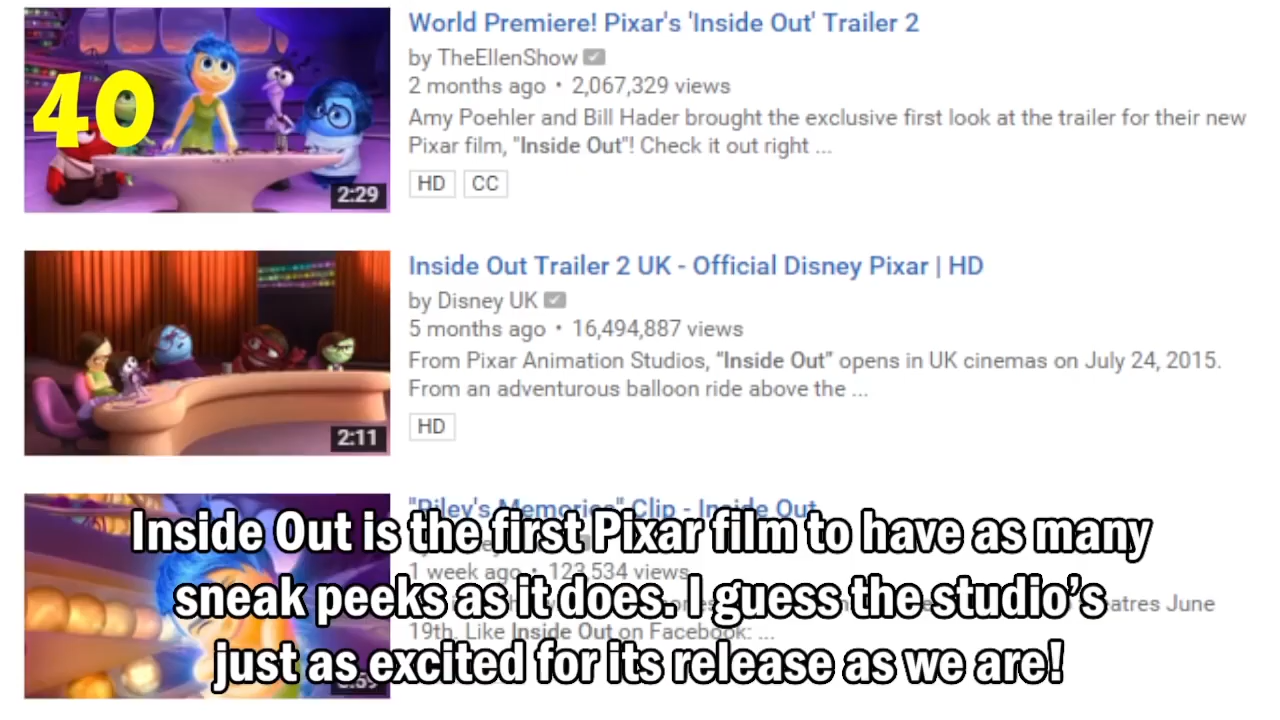 40
World Premiere! Pixar's 'Inside Out' Trailer 2
by TheEllenShow
2 months ago • 2,067,329 views
Amy Poehler and Bill Hader brought the exclusive first look at the trailer for their new
Pixar film, "Inside Out"! Check it out right ...
HD CC
2:29
Inside Out Trailer 2 UK - Official Disney Pixar | HD
by Disney UK
5 months ago • 16,494,887 views
From Pixar Animation Studios, "Inside Out" opens in UK cinemas on July 24, 2015.
From an adventurous balloon ride above the ...
HD
2:11
"Riley's Memories" Clip - Inside Out
1 week ago • 123,534 views
June
19th. Like Inside Out on Facebook: ...
Inside Out is the first Pixar film to have as many
sneak peeks as it does. I guess the studio's
just as excited for its release as we are!